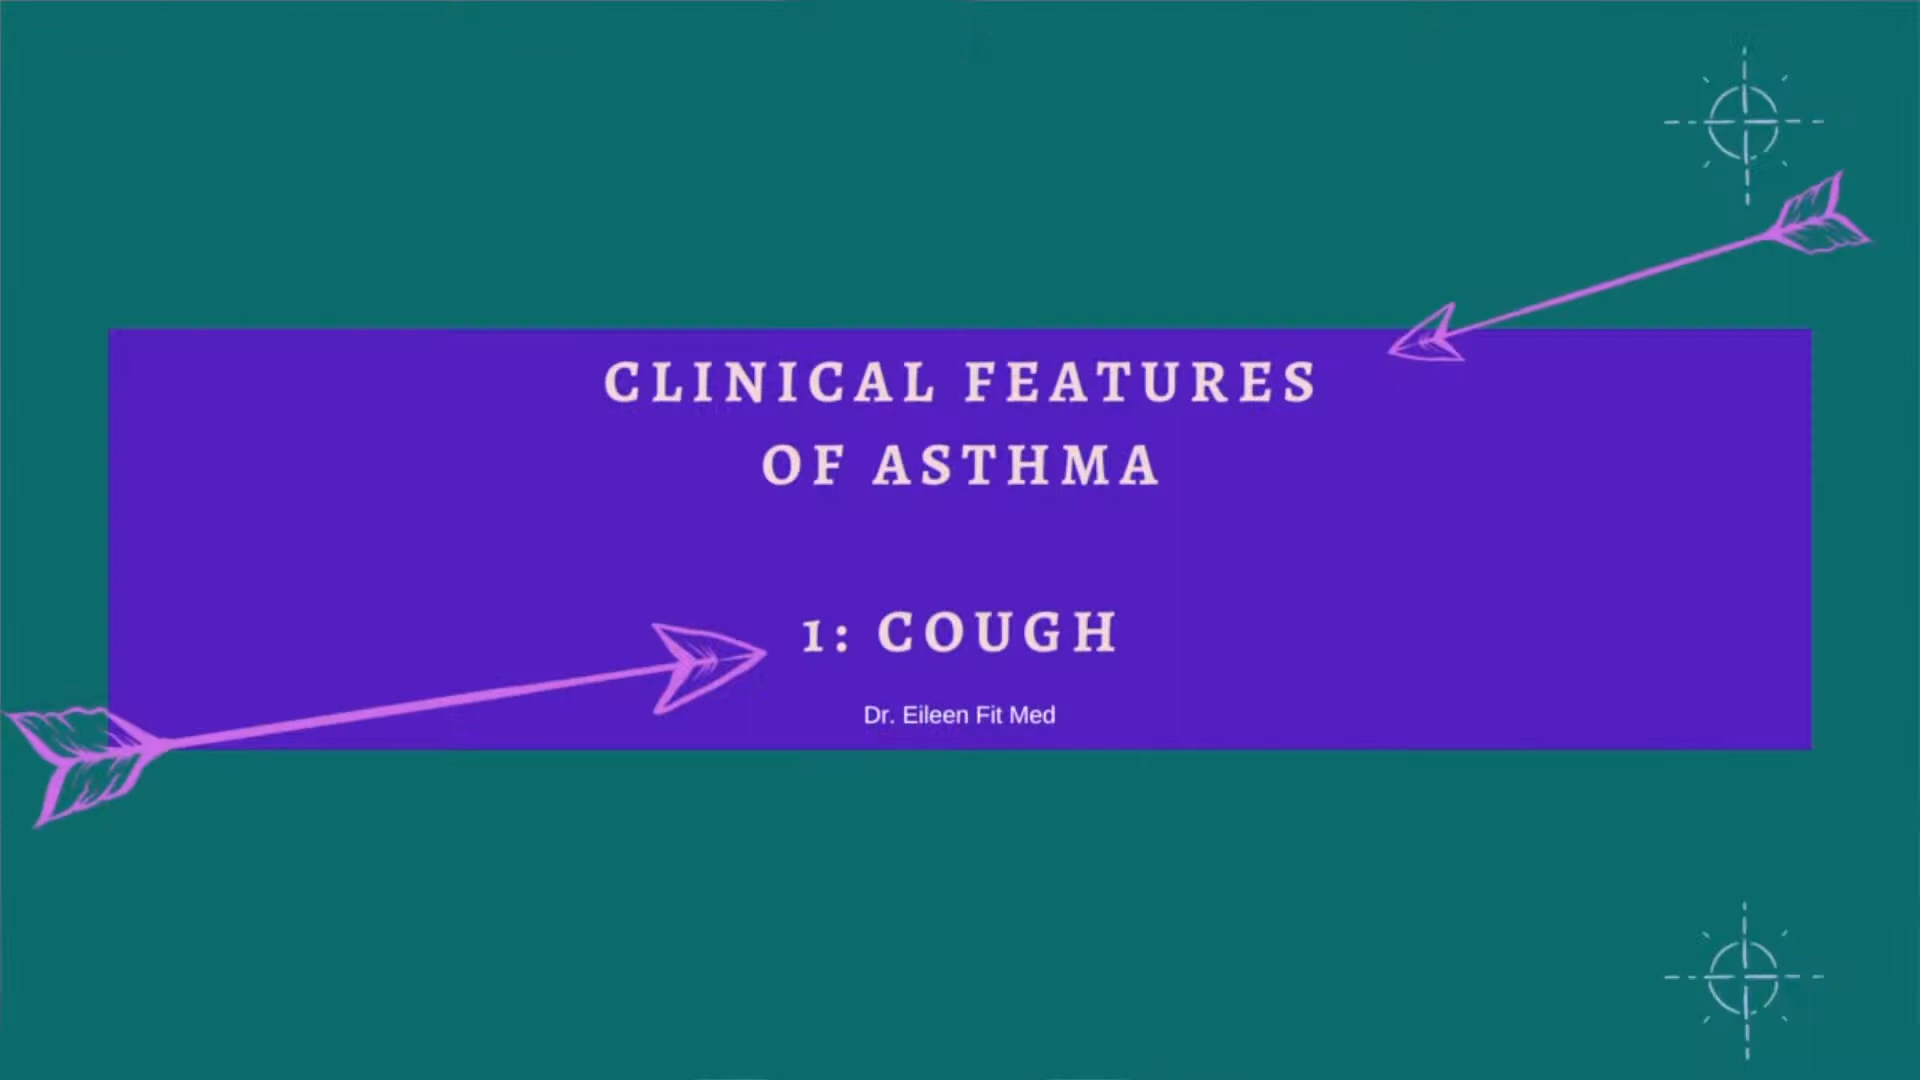 CLINICAL FEATURES
OF ASTHMA
1: COUGH
Dr. Eileen Fit Med